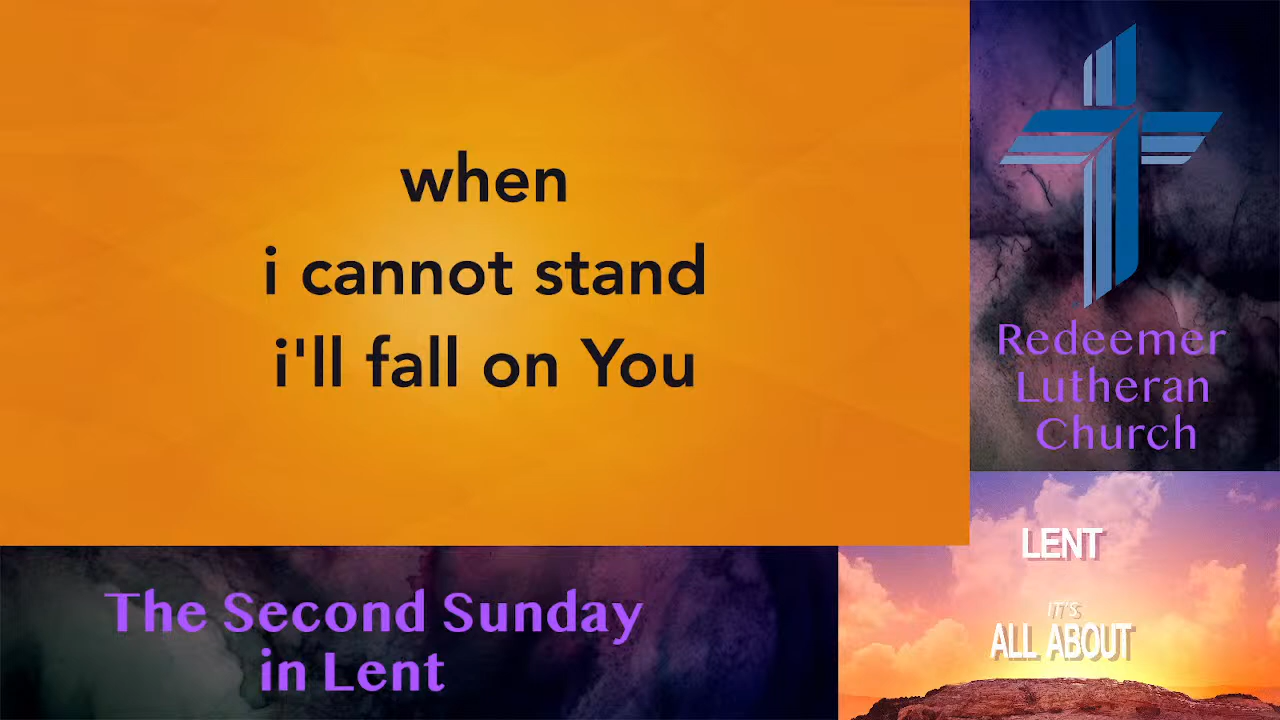 when
i cannot stand
i'll fall on You
Redeemer
Lutheran
Church
The Second Sunday
in Lent
LENT
IT'S
ALL ABOUT